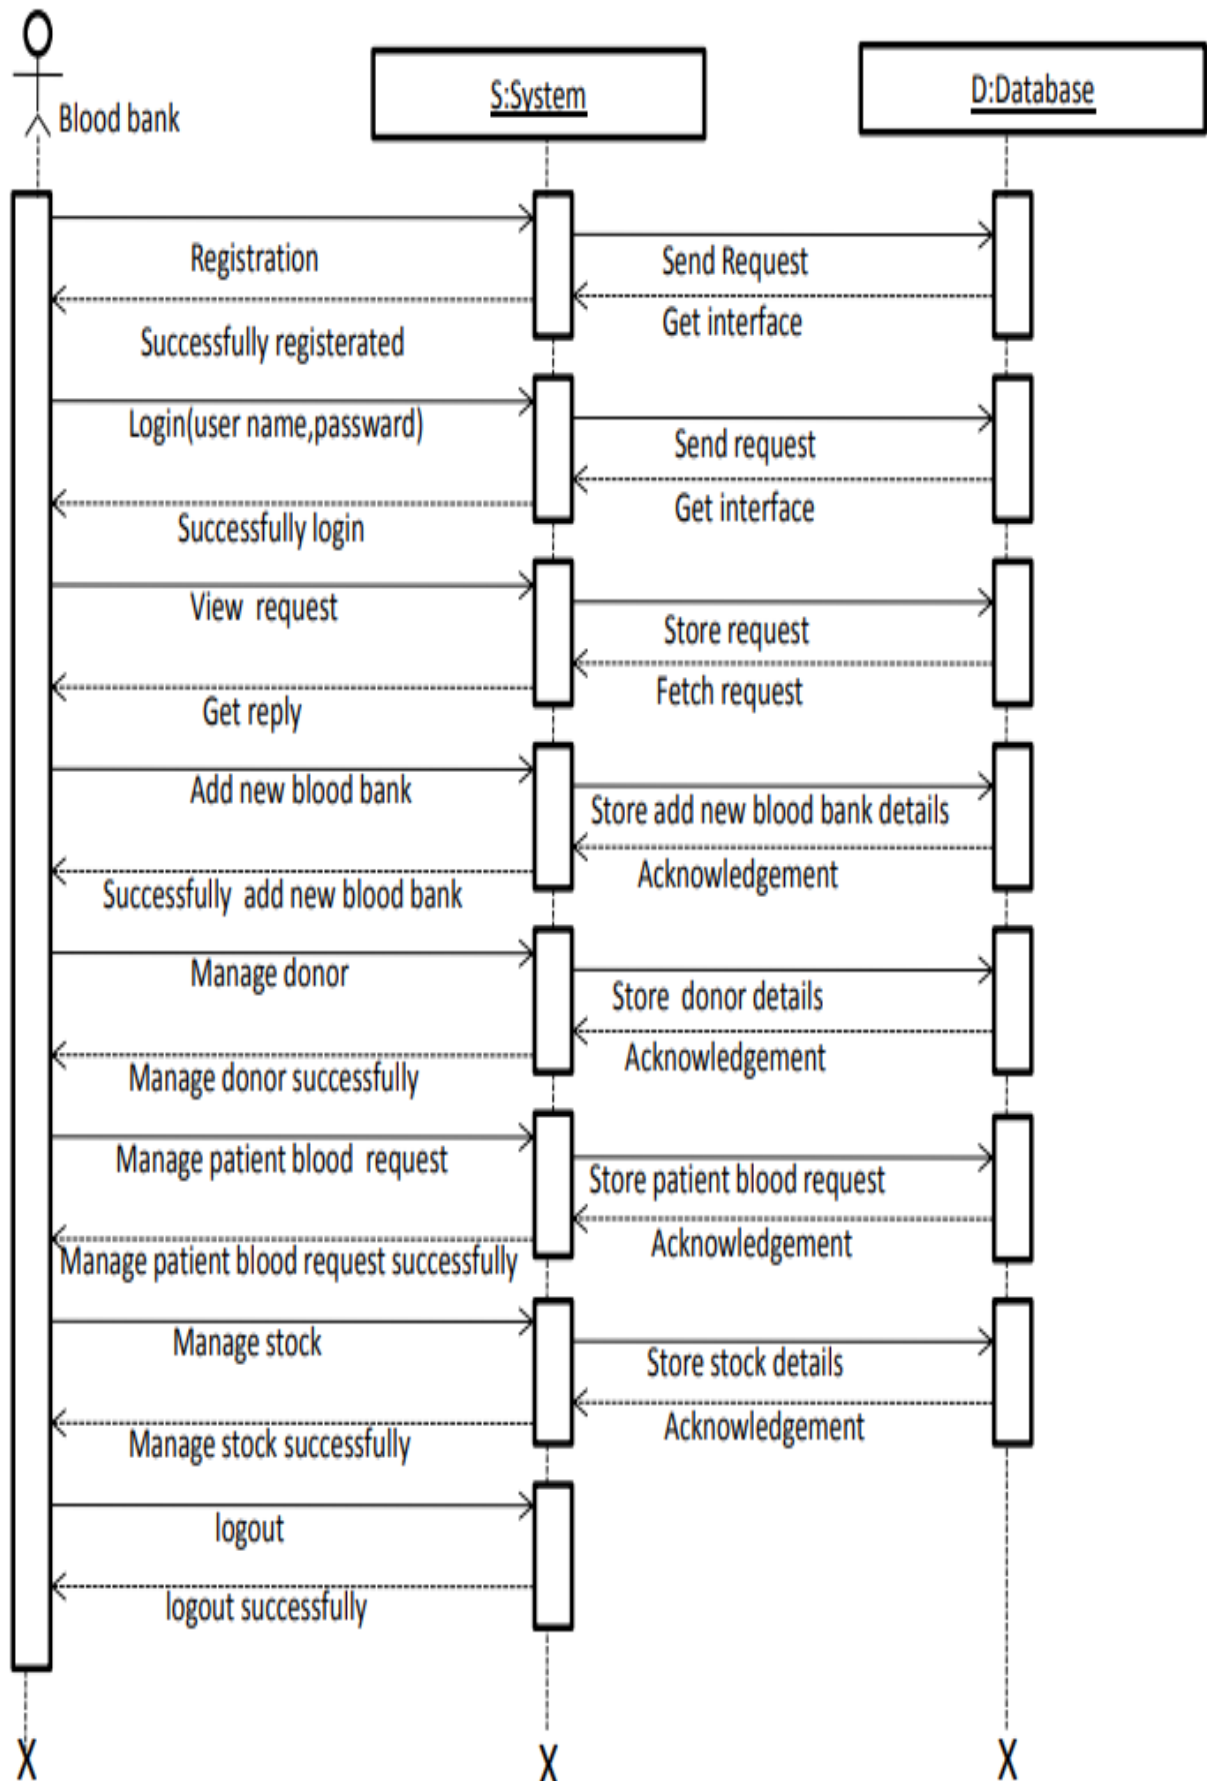 Blood bank
S:System
D:Database
Registration
Send Request
Get interface
Successfully registerated
Login(user name,passward)
Send request
Get interface
Successfully login
View request
Store request
Fetch request
Get reply
Add new blood bank
Store add new blood bank details
Acknowledgement
Successfully add new blood bank
Manage donor
Store donor details
Acknowledgement
Manage donor successfully
Manage patient blood request
Store patient blood request
Acknowledgement
Manage patient blood request successfully
Manage stock
Store stock details
Acknowledgement
Manage stock successfully
logout
logout successfully
X
X
X